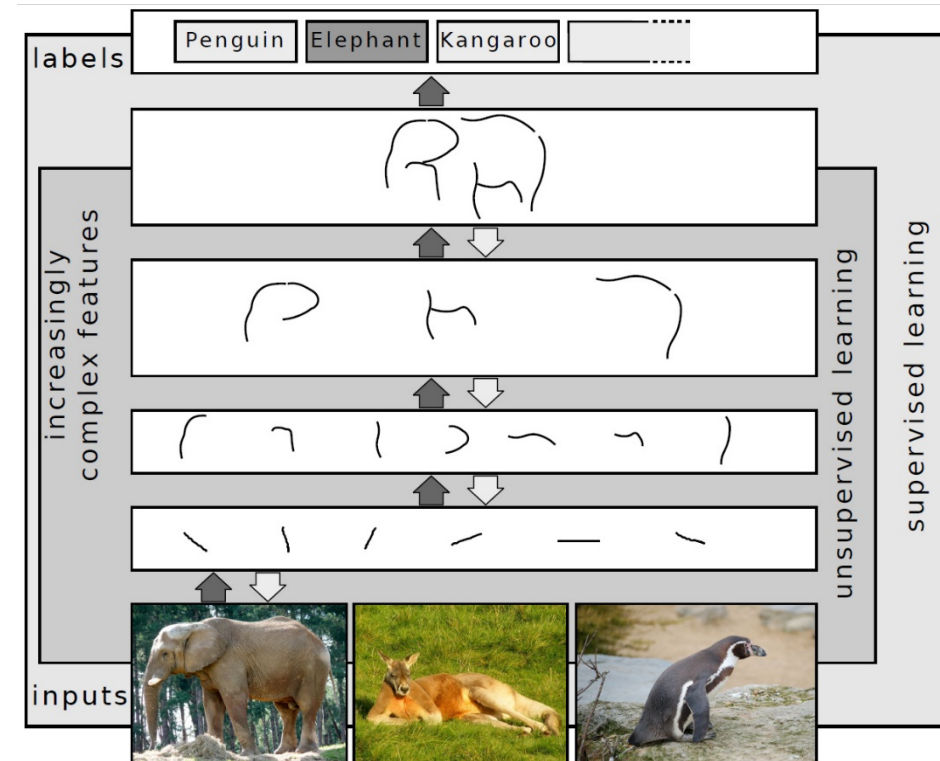 Penguin
Elephant
Kangaroo
labels
increasingly
complex features
unsupervised learning
supervised learning
inputs